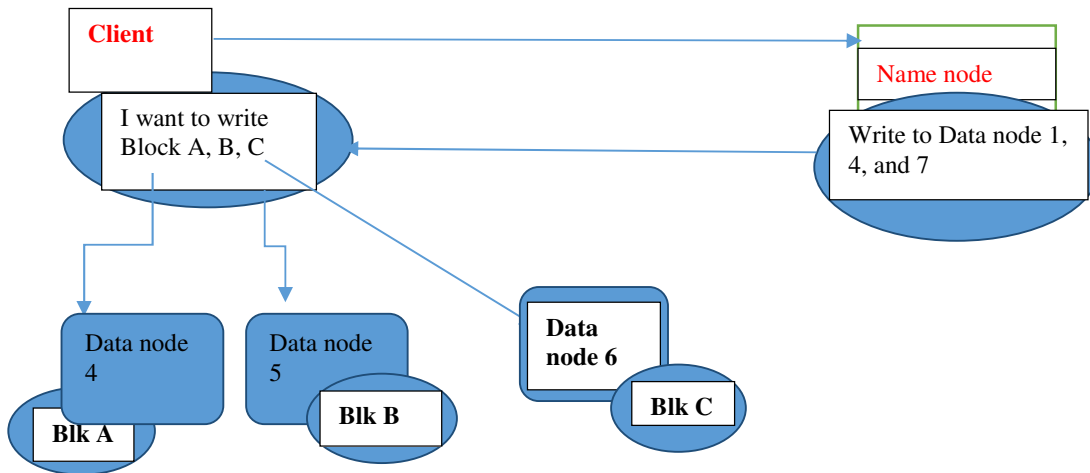 Client
Name node
I want to write
Block A, B, C
Write to Data node 1,
4, and 7
Data node
4
Data node
5
Data
node 6
Blk A
Blk B
Blk C